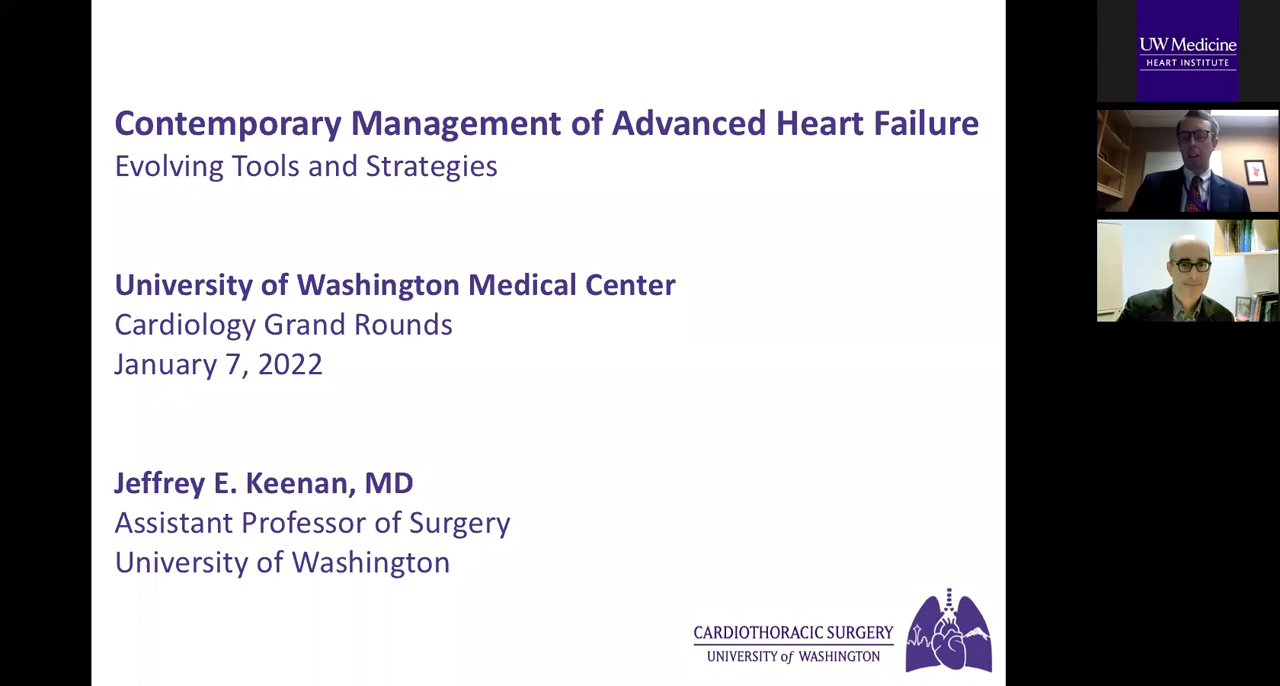 Contemporary Management of Advanced Heart Failure
Evolving Tools and Strategies
University of Washington Medical Center
Cardiology Grand Rounds
January 7, 2022
Jeffrey E. Keenan, MD
Assistant Professor of Surgery
University of Washington
CARDIOTHORACIC SURGERY
UNIVERSITY of WASHINGTON
UW Medicine
HEART INSTITUTE